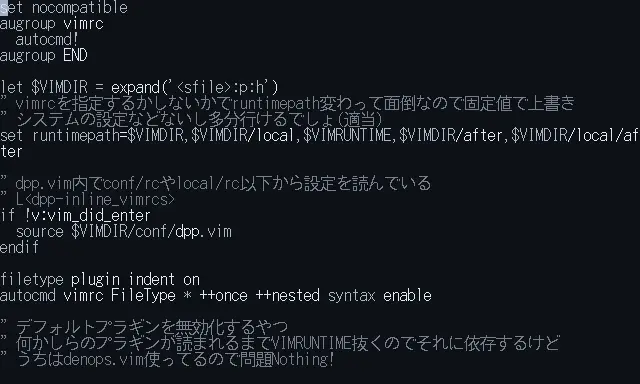 set nocompatible
augroup vimrc
  autocmd!
augroup END
let $VIMDIR = expand('<sfile>:p:h')
" vimrcを指定するかしないかでruntimepath変わって面倒なので固定値で上書き
" システムの設定などないし多分行けるでしょ(適当)
set runtimepath=$VIMDIR,$VIMDIR/local,$VIMRUNTIME,$VIMDIR/after,$VIMDIR/local/af
ter
" dpp.vim内でconf/rcやlocal/rc以下から設定を読んでいる
" L<dpp-inline_vimrcs>
if !v:vim_did_enter
  source $VIMDIR/conf/dpp.vim
endif
filetype plugin indent on
autocmd vimrc FileType * ++once ++nested syntax enable
" デフォルトプラギンを無効化するやつ
" 何かしらのプラギンが読まれるまでVIMRUNTIME抜くのでそれに依存するけど
" うちはdenops.vim使ってるので問題Nothing!